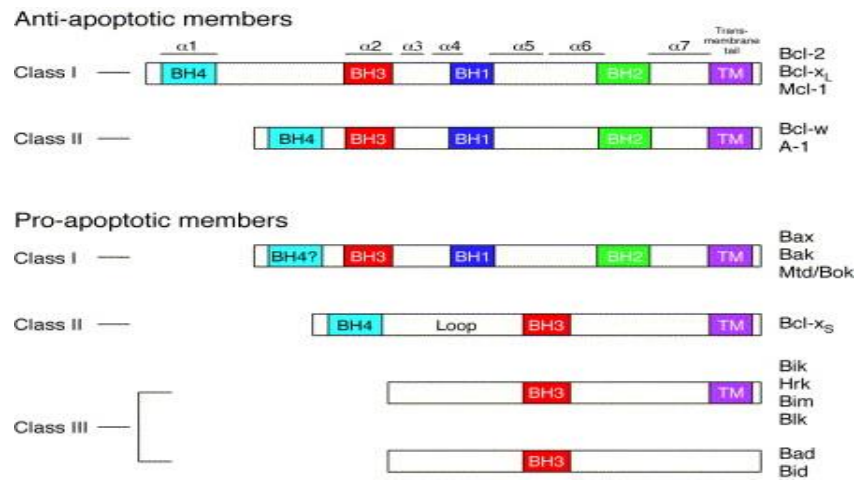 Anti-apoptotic members
α1 α2 α3 α4 α5 α6 α7 Trans-
membrane
tail
Class I BH4 BH3 BH1 BH2 TM Bcl-2
Bcl-xL
Mcl-1
Class II BH4 BH3 BH1 BH2 TM Bcl-w
A-1
Pro-apoptotic members
Class I BH4? BH3 BH1 BH2 TM Bax
Bak
Mtd/Bok
Class II BH4 Loop BH3 TM Bcl-xS
Class III
BH3 TM Bik
Hrk
Bim
Blk
BH3 Bad
Bid